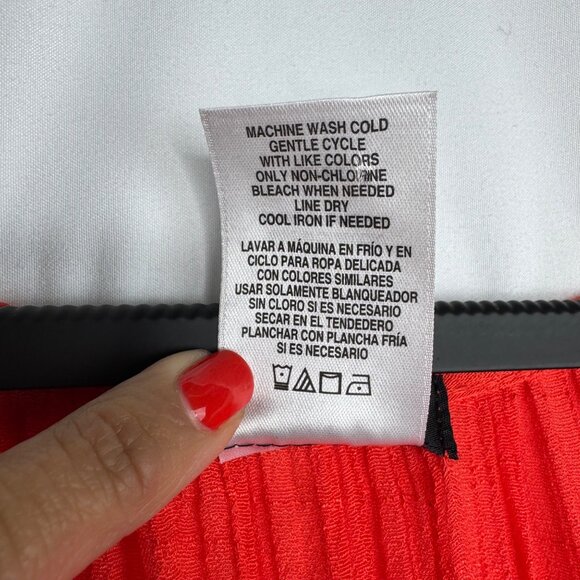 MACHINE WASH COLD
GENTLE CYCLE
WITH LIKE COLORS
ONLY NON-CHLORINE
BLEACH WHEN NEEDED
LINE DRY
COOL IRON IF NEEDED
LAVAR A MÁQUINA EN FRÍO Y EN
CICLO PARA ROPA DELICADA
CON COLORES SIMILARES
USAR SOLAMENTE BLANQUEADOR
SIN CLORO SI ES NECESARIO
SECAR EN EL TENDEDERO
PLANCHAR CON PLANCHA FRÍA
SI ES NECESARIO